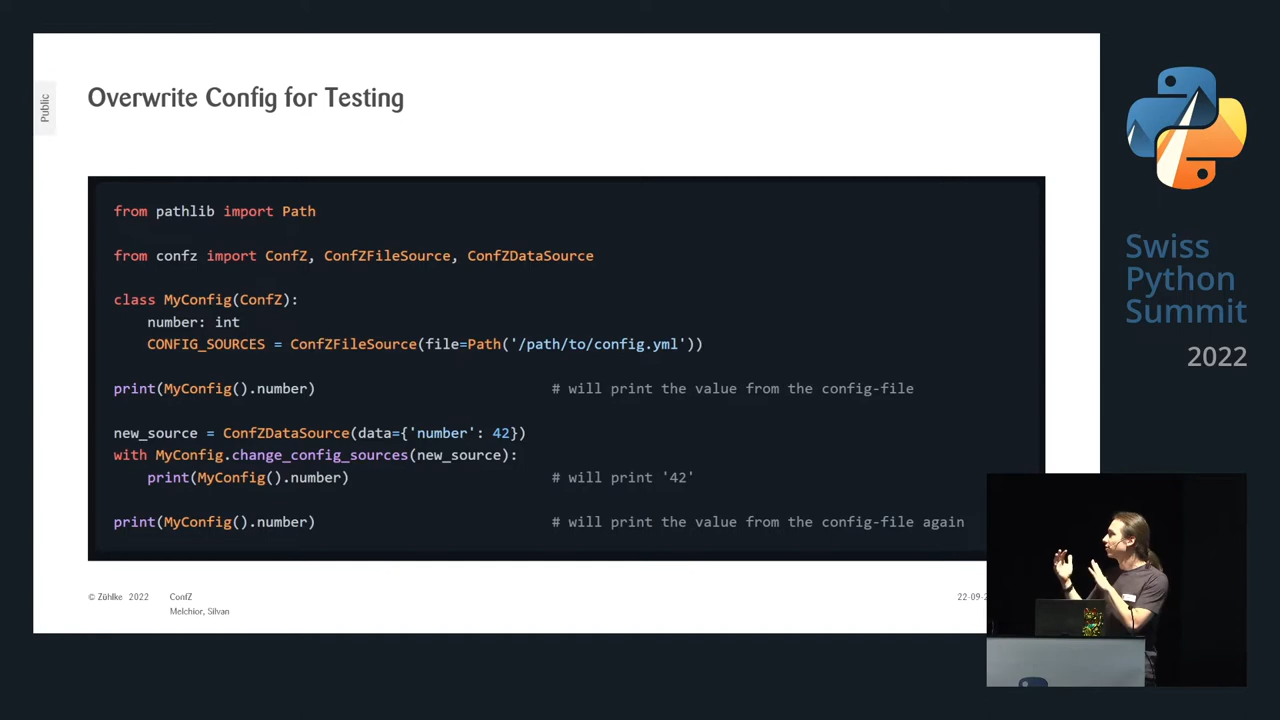 Public
Overwrite Config for Testing
from pathlib import Path
from confz import ConfZ, ConfZFileSource, ConfZDataSource
class MyConfig(ConfZ):
number: int
CONFIG_SOURCES = ConfZFileSource(file=Path('/path/to/config.yml'))
print(MyConfig().number) # will print the value from the config-file
new_source = ConfZDataSource(data={'number': 42})
with MyConfig.change_config_sources(new_source):
print(MyConfig().number) # will print '42'
print(MyConfig().number) # will print the value from the config-file again
© Zühlke 2022 ConfZ 22-09-2
Melchior, Silvan
Swiss
Python
Summit
2022